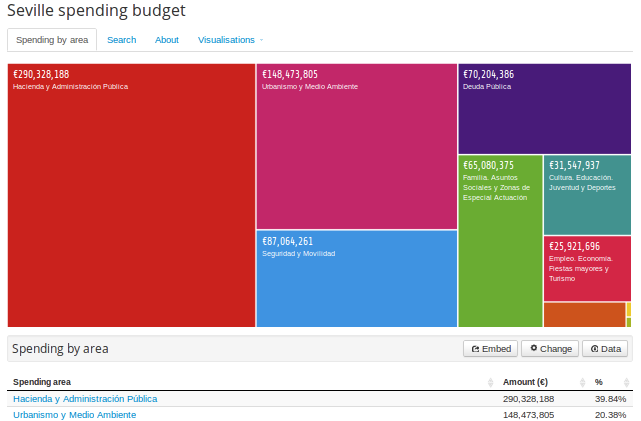 Seville spending budget
Spending by area
Search
About
Visualisations
€290,328,188
Hacienda y Administración Pública
€148,473,805
Urbanismo y Medio Ambiente
€70,204,386
Deuda Pública
€65,080,375
Familia. Asuntos
Sociales y Zonas de
Especial Actuación
€31,547,937
Cultura. Educación.
Juventud y Deportes
€87,064,261
Seguridad y Movilidad
€25,921,696
Empleo. Economía.
Fiestas mayores y
Turismo
Spending by area
Embed
Change
Data
Spending area Amount (€) %
Hacienda y Administración Pública 290,328,188 39.84%
Urbanismo y Medio Ambiente 148,473,805 20.38%